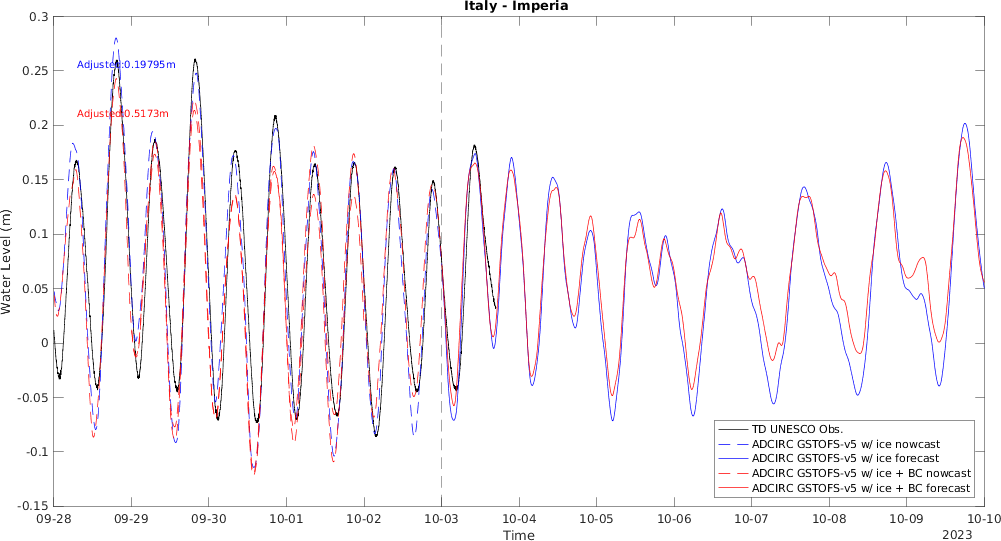 Italy - Imperia
0.3
0.25
0.2
0.15
0.1
0.05
0
-0.05
-0.1
-0.15
Water Level (m)
Adjusted:0.19795m
Adjusted:0.5173m
TD UNESCO Obs.
ADCIRC GSTOFS-v5 w/ ice nowcast
ADCIRC GSTOFS-v5 w/ ice forecast
ADCIRC GSTOFS-v5 w/ ice + BC nowcast
ADCIRC GSTOFS-v5 w/ ice + BC forecast
09-28 09-29 09-30 10-01 10-02 10-03 10-04 10-05 10-06 10-07 10-08 10-09 10-10
Time
2023